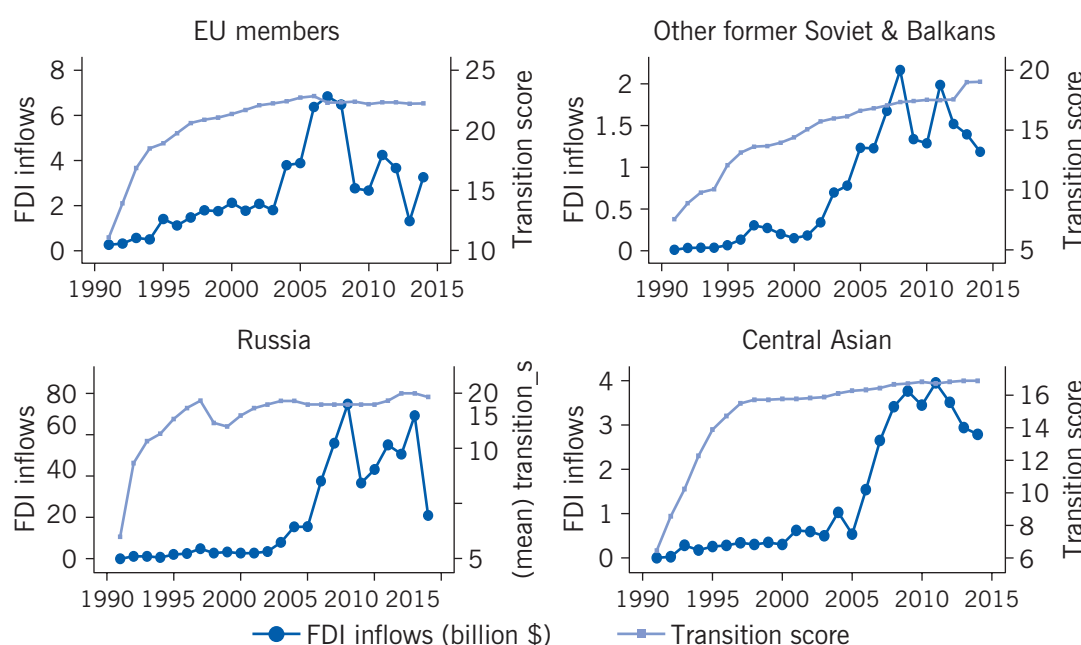 EU members
FDI inflows
8
6
4
2
0
25
20
15
10
Transition score
1990 1995 2000 2005 2010 2015
Other former Soviet & Balkans
FDI inflows
2
1.5
1
0.5
0
20
15
10
5
Transition score
1990 1995 2000 2005 2010 2015
Russia
FDI inflows
80
60
40
20
0
20
15
10
5
(mean) transition_s
1990 1995 2000 2005 2010 2015
Central Asian
FDI inflows
4
3
2
1
0
16
14
12
10
8
6
Transition score
1990 1995 2000 2005 2010 2015
FDI inflows (billion $) Transition score